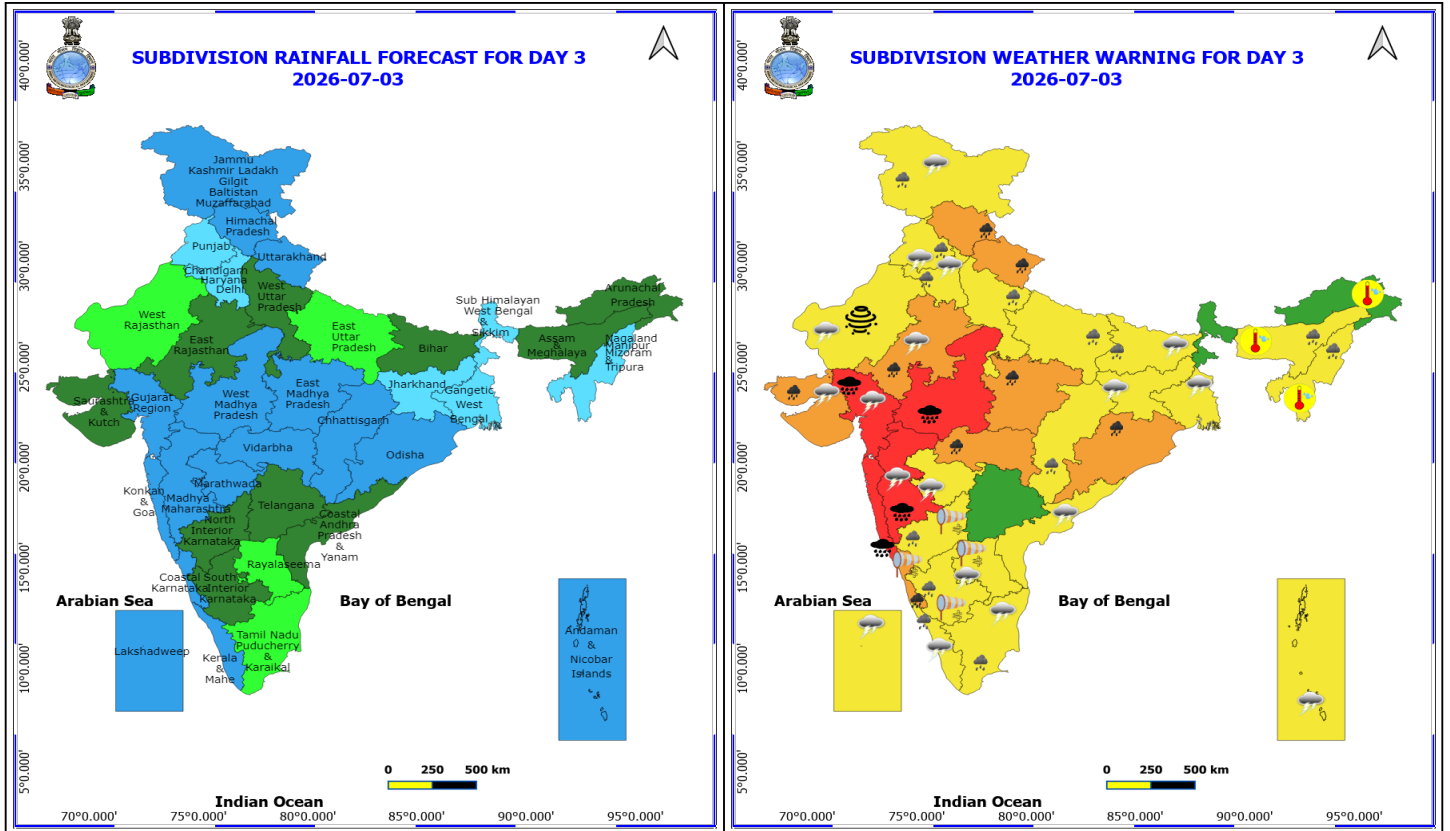 SUBDIVISION RAINFALL FORECAST FOR DAY 3
2026-07-03
40°0.000'
35°0.000'
30°0.000'
25°0.000'
20°0.000'
15°0.000'
10°0.000'
5°0.000'
Jammu
Kashmir Ladakh
Gilgit
Baltistan
Muzaffarabad
Himachal
Pradesh
Punjab
Uttarakhand
Chandigarh
Haryana
Delhi
West
Uttar
Pradesh
Arunachal
Pradesh
West
Rajasthan
East
Uttar
Pradesh
Sub Himalayan
West Bengal
&
Sikkim
East
Rajasthan
Bihar
Assam
&
Meghalaya
Nagaland
Manipur
Mizoram
&
Tripura
Saurashtra
&
Kutch
Gujarat
Region
West
Madhya
Pradesh
East
Madhya
Pradesh
Jharkhand
Gangetic
West
Bengal
Chhattisgarh
Vidarbha
Odisha
Konkan
&
Goa
Marathwada
Madhya
Maharashtra
Telangana
North
Interior
Karnataka
Coastal
Andhra
Pradesh
&
Yanam
Rayalaseema
Coastal
Karnataka
South
Interior
Karnataka
Arabian Sea
Bay of Bengal
Lakshadweep
Tamil Nadu
Puducherry
&
Karaikal
Kerala
&
Mahe
Andaman
&
Nicobar
Islands
0 250 500 km
Indian Ocean
70°0.000' 75°0.000' 80°0.000' 85°0.000' 90°0.000' 95°0.000'
SUBDIVISION WEATHER WARNING FOR DAY 3
2026-07-03
40°0.000'
35°0.000'
30°0.000'
25°0.000'
20°0.000'
15°0.000'
10°0.000'
5°0.000'
Arabian Sea
Bay of Bengal
0 250 500 km
Indian Ocean
70°0.000' 75°0.000' 80°0.000' 85°0.000' 90°0.000' 95°0.000'